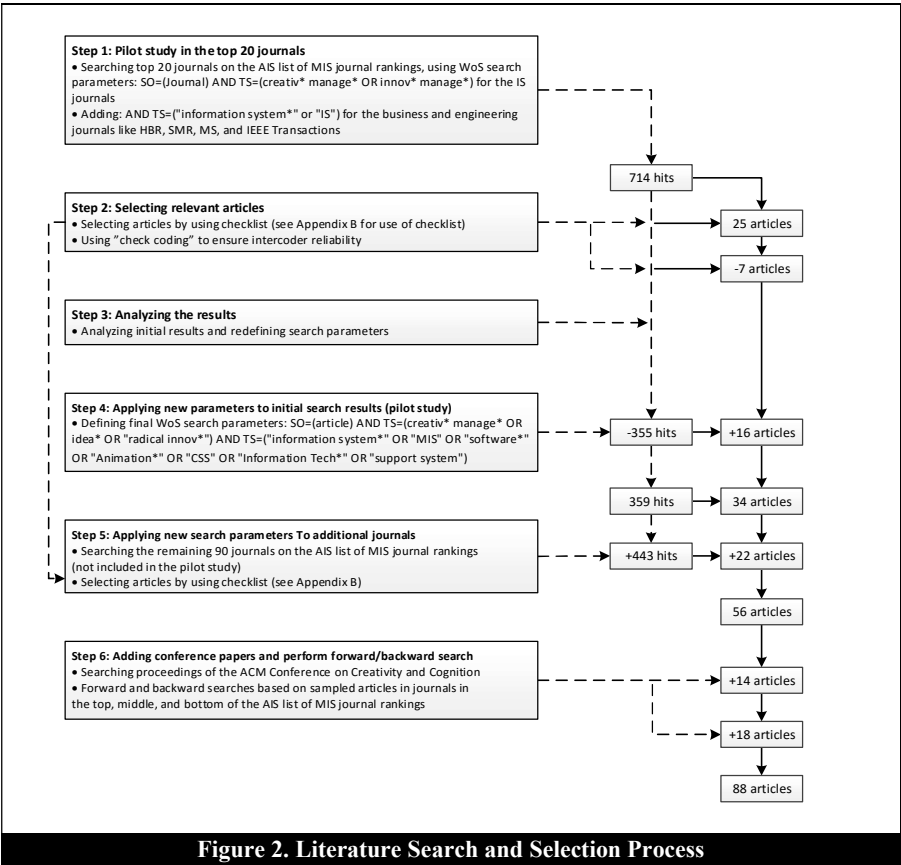 Step 1: Pilot study in the top 20 journals
• Searching top 20 journals on the AIS list of MIS journal rankings, using WoS search
parameters: SO=(Journal) AND TS=(creativ* manage* OR innov* manage*) for the IS
journals
• Adding: AND TS=("information system*" or "IS") for the business and engineering
journals like HBR, SMR, MS, and IEEE Transactions
714 hits
Step 2: Selecting relevant articles
• Selecting articles by using checklist (see Appendix B for use of checklist)
• Using ”check coding” to ensure intercoder reliability
25 articles
-7 articles
Step 3: Analyzing the results
• Analyzing initial results and redefining search parameters
Step 4: Applying new parameters to initial search results (pilot study)
• Defining final WoS search parameters: SO=(article) AND TS=(creativ* manage* OR
idea* OR "radical innov*") AND TS=("information system*" OR "MIS" OR "software*"
OR "Animation*" OR "CSS" OR "Information Tech*" OR "support system")
-355 hits
+16 articles
359 hits
34 articles
Step 5: Applying new search parameters To additional journals
• Searching the remaining 90 journals on the AIS list of MIS journal rankings
(not included in the pilot study)
• Selecting articles by using checklist (see Appendix B)
+443 hits
+22 articles
56 articles
Step 6: Adding conference papers and perform forward/backward search
• Searching proceedings of the ACM Conference on Creativity and Cognition
• Forward and backward searches based on sampled articles in journals in
the top, middle, and bottom of the AIS list of MIS journal rankings
+14 articles
+18 articles
88 articles
Figure 2. Literature Search and Selection Process